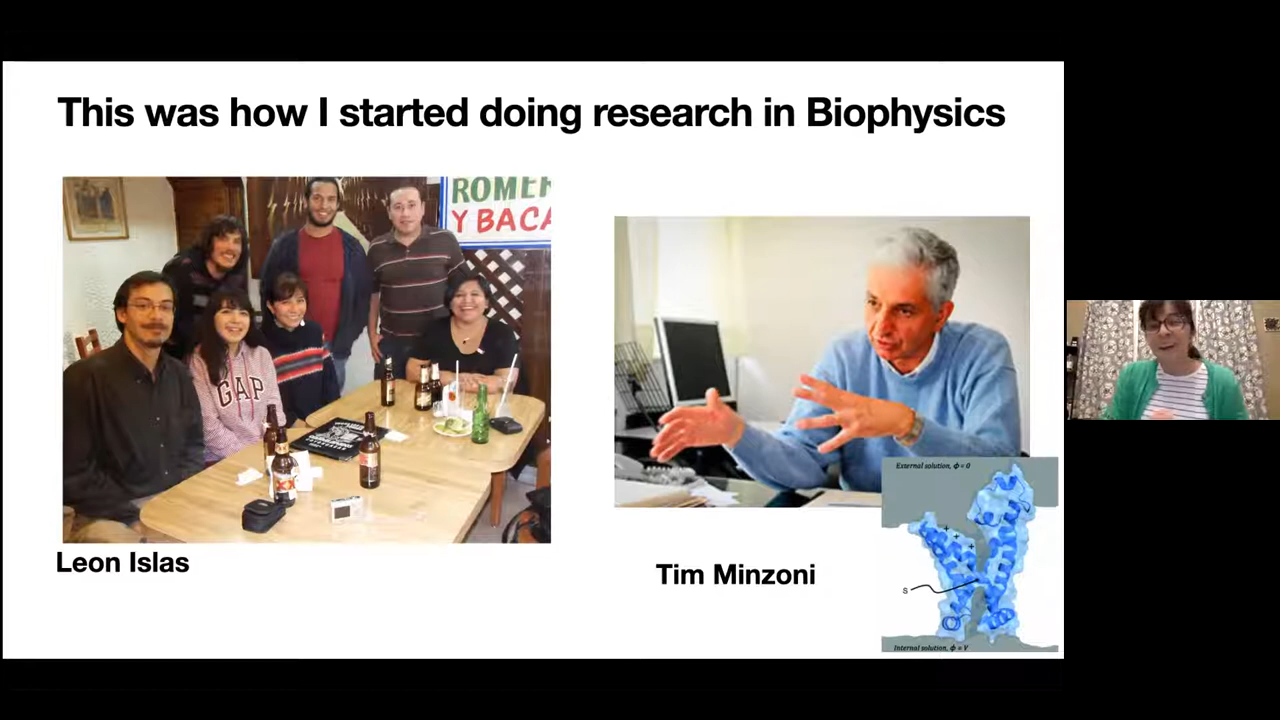 This was how I started doing research in Biophysics
ROMER
Y BACA
GAP
XX
Leon Islas
Tim Minzoni
External solution, ϕ = 0
+
+
+
S
Internal solution, ϕ = V